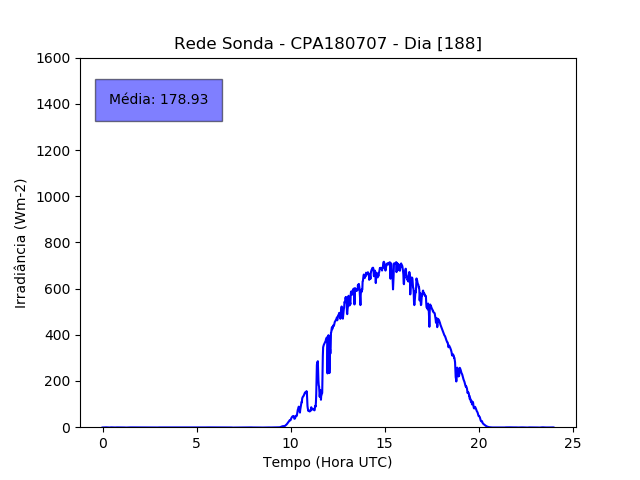 Rede Sonda - CPA180707 - Dia [188]
1600
1400
1200
1000
800
600
400
200
0
Média: 178.93
Irradiância (Wm-2)
0 5 10 15 20 25
Tempo (Hora UTC)